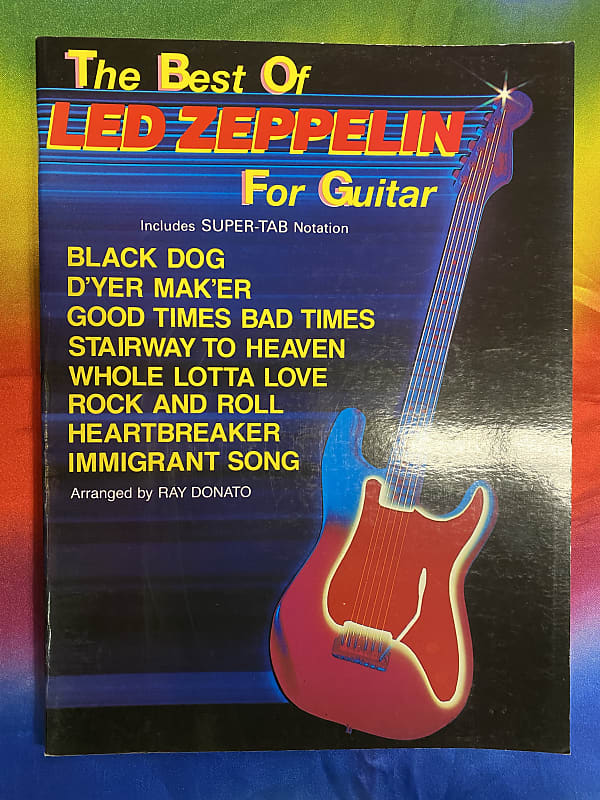 The Best Of
LED ZEPPELIN
For Guitar
Includes SUPER-TAB Notation
BLACK DOG
D'YER MAK'ER
GOOD TIMES BAD TIMES
STAIRWAY TO HEAVEN
WHOLE LOTTA LOVE
ROCK AND ROLL
HEARTBREAKER
IMMIGRANT SONG
Arranged by RAY DONATO